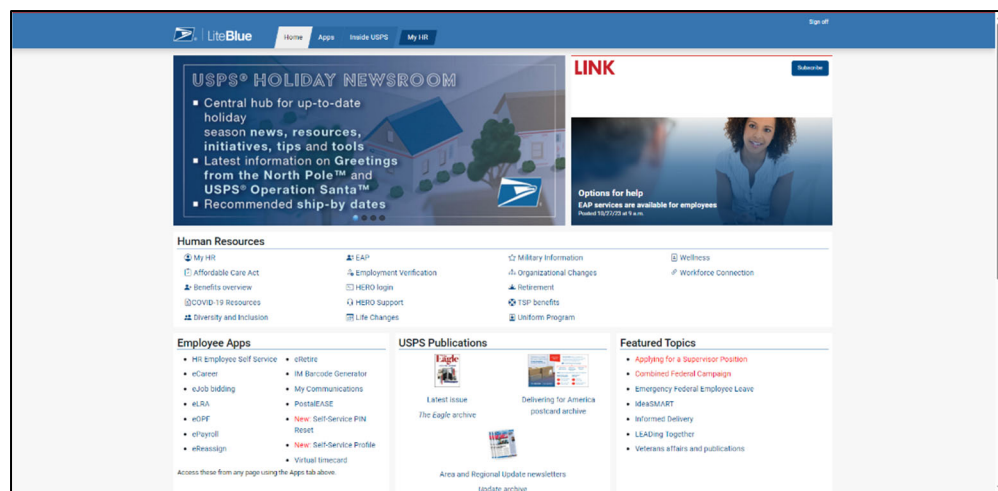 Sign off
LiteBlue
Home
Apps
Inside USPS
My HR
USPS® HOLIDAY NEWSROOM
Central hub for up-to-date
holiday
season news, resources,
initiatives, tips and tools
Latest information on Greetings
from the North Pole™ and
USPS® Operation Santa™
Recommended ship-by dates
LINK
Subscribe
Options for help
EAP services are available for employees
Posted 10/27/23 at 9 a.m.
Human Resources
My HR
Affordable Care Act
Benefits overview
COVID-19 Resources
Diversity and Inclusion
EAP
Employment Verification
HERO login
HERO Support
Life Changes
Military Information
Organizational Changes
Retirement
TSP benefits
Uniform Program
Wellness
Workforce Connection
Employee Apps
HR Employee Self Service
eCareer
eJob bidding
eLRA
eOPF
ePayroll
eReassign
eRetire
IM Barcode Generator
My Communications
PostalEASE
New: Self-Service PIN
Reset
New: Self-Service Profile
Virtual timecard
Access these from any page using the Apps tab above.
USPS Publications
Eagle
Latest issue
The Eagle archive
Delivering for America
postcard archive
Area and Regional Update newsletters
Update archive
Featured Topics
Applying for a Supervisor Position
Combined Federal Campaign
Emergency Federal Employee Leave
IdeaSMART
Informed Delivery
LEADing Together
Veterans affairs and publications